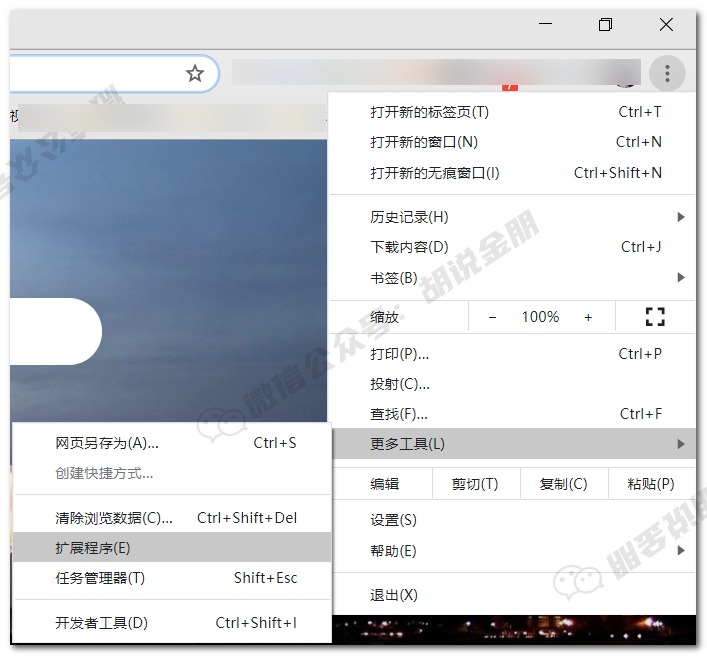 打开新的标签页(T) Ctrl+T
打开新的窗口(N) Ctrl+N
打开新的无痕窗口(I) Ctrl+Shift+N
历史记录(H)
下载内容(D) Ctrl+J
书签(B)
缩放 − 100% +
打印(P)... Ctrl+P
投射(C)...
查找(F)... Ctrl+F
更多工具(L)
编辑 剪切(T) 复制(C) 粘贴(P)
设置(S)
帮助(E)
退出(X)
网页另存为(A)... Ctrl+S
创建快捷方式...
清除浏览数据(C)... Ctrl+Shift+Del
扩展程序(E)
任务管理器(T) Shift+Esc
开发者工具(D) Ctrl+Shift+I
微信公众号：胡说金朋